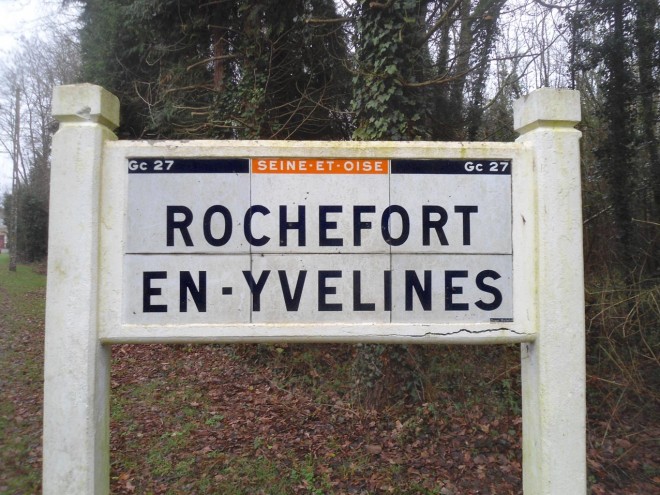 Gc 27 SEINE-ET-OISE Gc 27
ROCHEFORT
EN-YVELINES